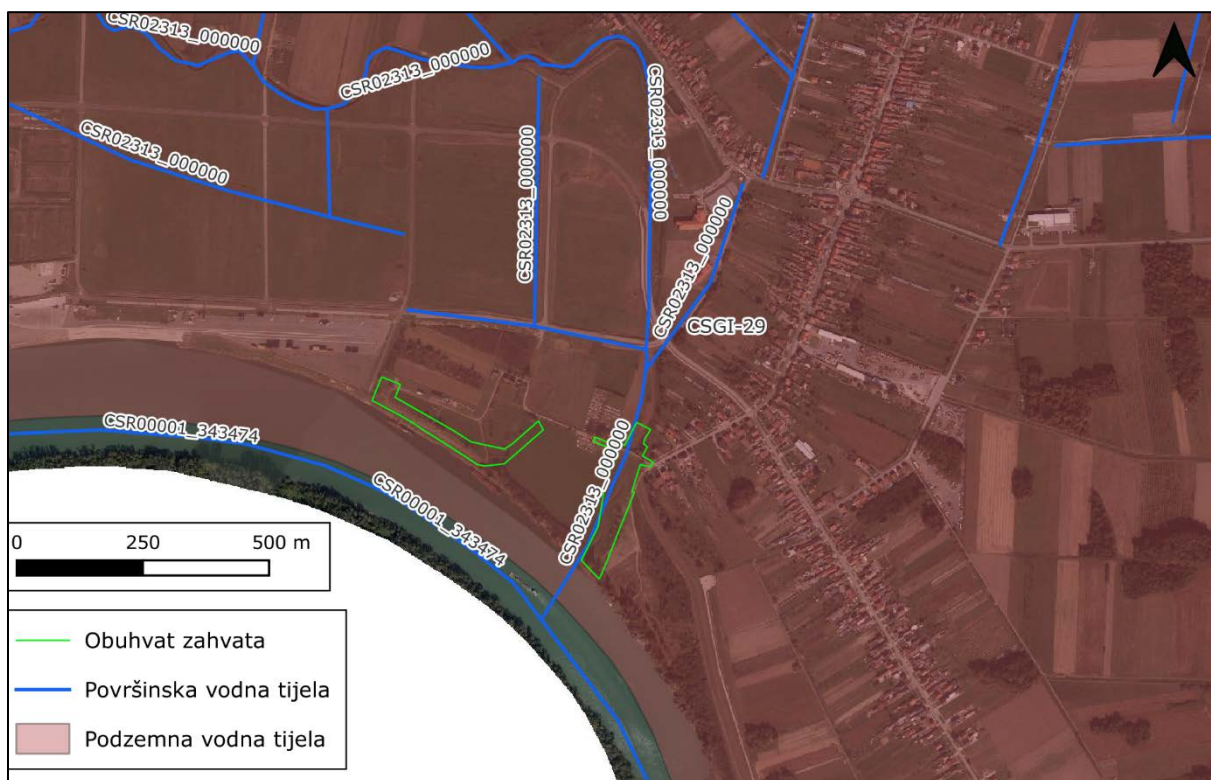 CSR02313_000000
CSR02313_000000
CSR02313_000000
CSR02313_000000
CSR02313_000000
CSR02313_000000
CSGI-29
CSR00001_343474
CSR00001_343474
CSR02313_000000
0 250 500 m
Obuhvat zahvata
Površinska vodna tijela
Podzemna vodna tijela